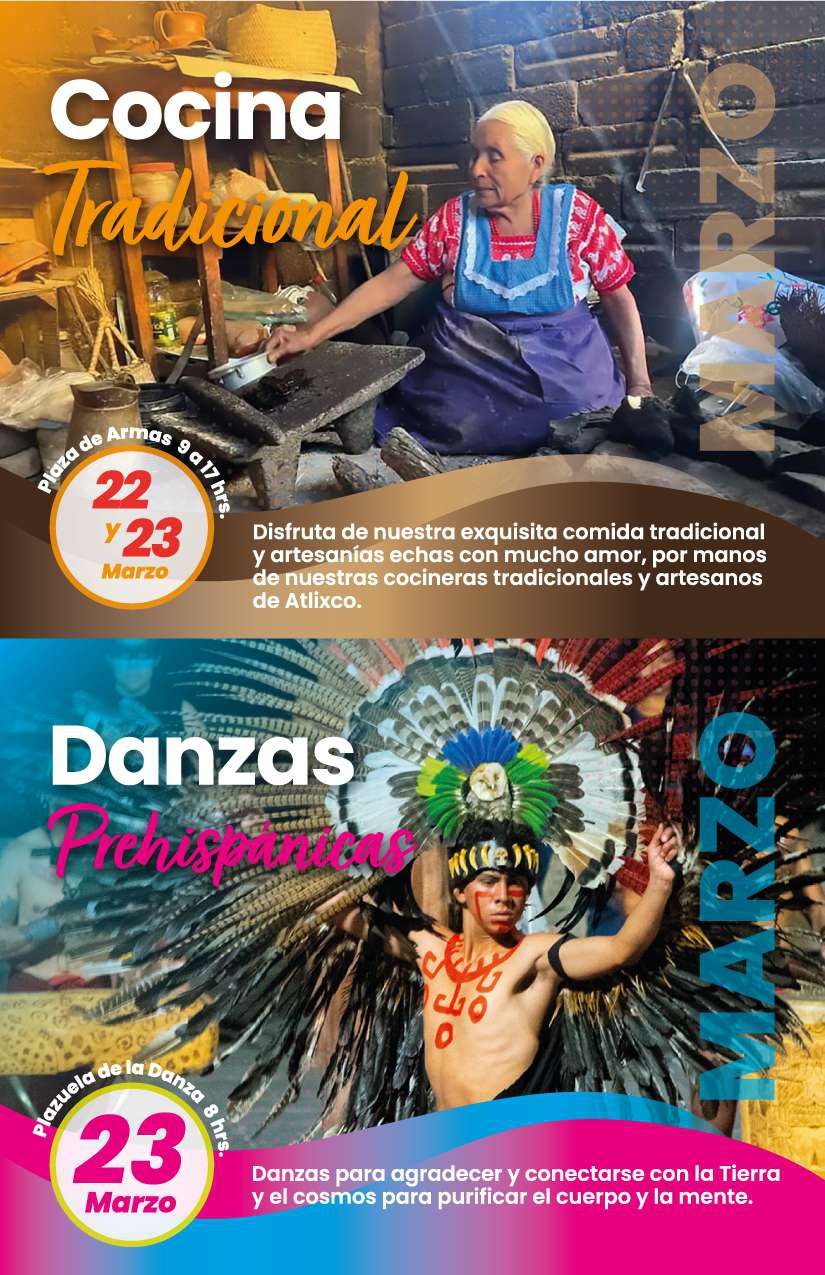 Cocina
Tradicional
MARZO
Plaza de Armas 9 a 17 hrs.
22
y 23
Marzo
Disfruta de nuestra exquisita comida tradicional
y artesanías echas con mucho amor, por manos
de nuestras cocineras tradicionales y artesanos
de Atlixco.
Danzas
Prehispánicas
MARZO
Plazuela de la Danza 8 hrs.
23
Marzo
Danzas para agradecer y conectarse con la Tierra
y el cosmos para purificar el cuerpo y la mente.